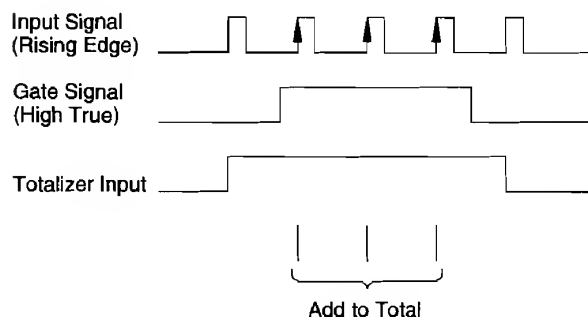 Input Signal
(Rising Edge)
Gate Signal
(High True)
Totalizer Input
Add to Total